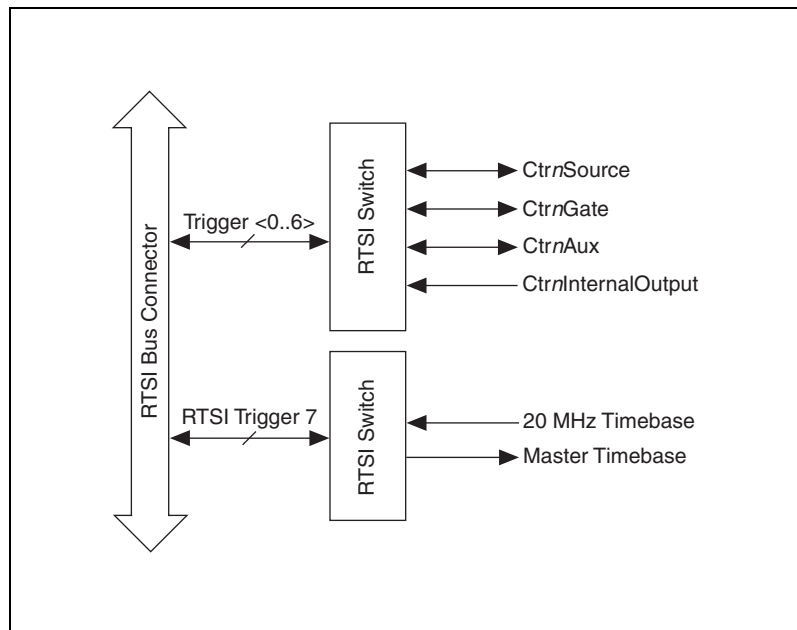 RTSI Bus Connector
Trigger <0..6>
RTSI Switch
CtrnSource
CtrnGate
CtrnAux
CtrnInternalOutput
RTSI Trigger 7
RTSI Switch
20 MHz Timebase
Master Timebase